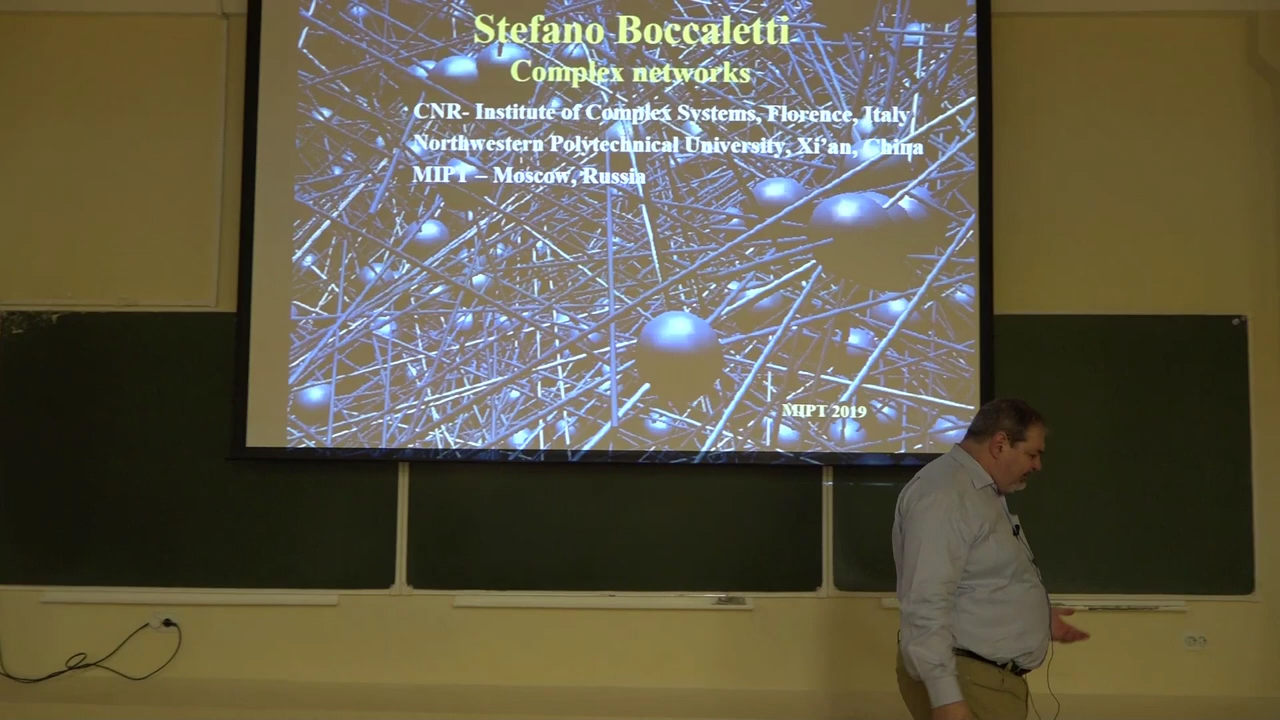 Stefano Boccaletti
Complex networks
· CNR- Institute of Complex Systems, Florence, Italy,
Northwestern Polytechnical University, Xi’an, China
MIPT – Moscow, Russia
MIPT 2019